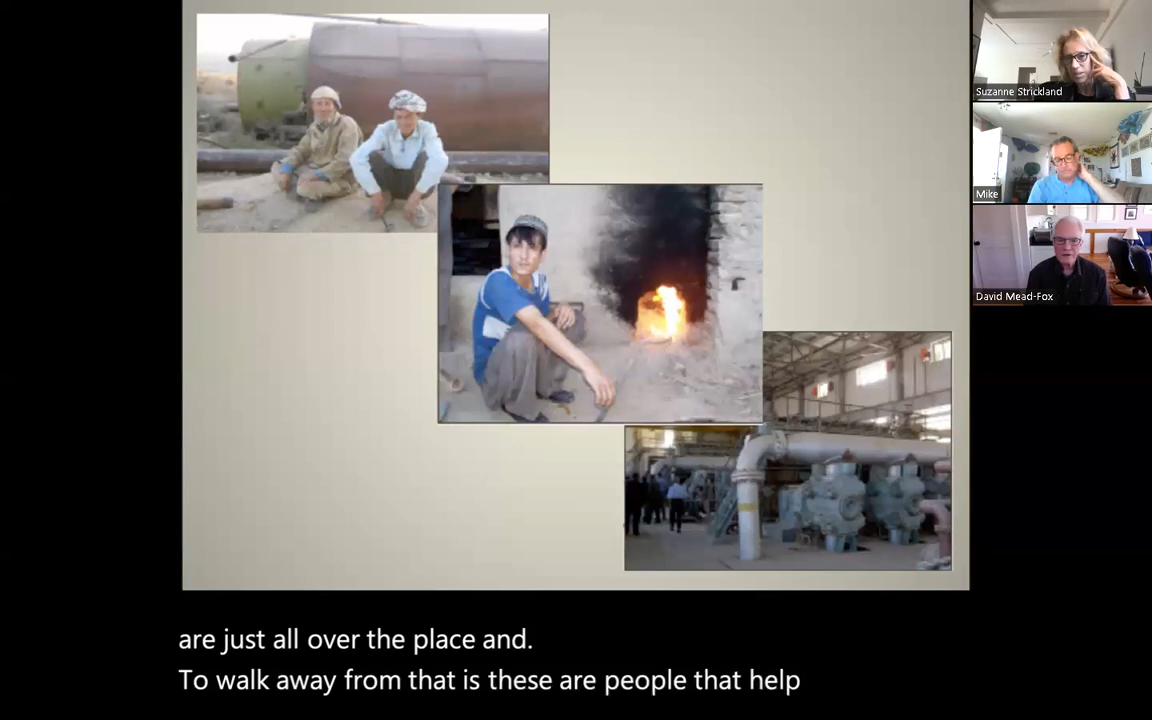 Suzanne Strickland
Mike
David Mead-Fox
are just all over the place and.
To walk away from that is these are people that help